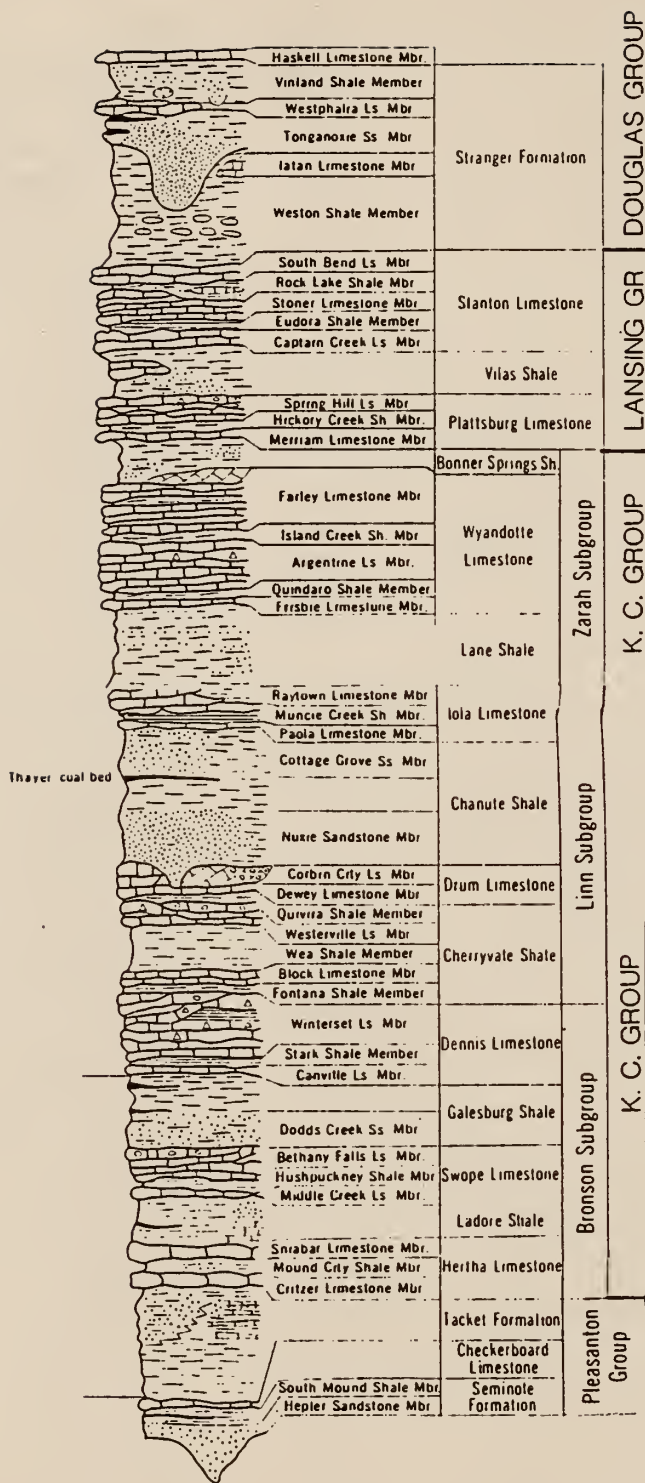 Haskell Limestone Mbr.
Vinland Shale Member
Westphalra Ls Mbr
Tonganoxie Ss Mbr
Iatan Limestone Mbr
Weston Shale Member
South Bend Ls Mbr
Rock Lake Shale Mbr
Stoner Limestone Mbr
Eudora Shale Member
Captain Creek Ls Mbr
Spring Hill Ls Mbr
Hickory Creek Sh Mbr.
Merriam Limestone Mbr
Farley Limestone Mbr
Island Creek Sh. Mbr.
Argentine Ls Mbr.
Quindaro Shale Member
Frisbie Limestone Mbr.
Raytown Limestone Mbr
Muncie Creek Sh Mbr.
Paola Limestone Mbr.
Cottage Grove Ss Mbr
Thayer coal bed
Noxie Sandstone Mbr
Corbin City Ls Mbr
Dewey Limestone Mbr
Quivira Shale Member
Westerville Ls Mbr
Wea Shale Member
Block Limestone Mbr
Fontana Shale Member
Winterset Ls Mbr
Stark Shale Member
Canville Ls Mbr.
Dodds Creek Ss Mbr
Bethany Falls Ls Mbr
Hushpuckney Shale Mbr
Middle Creek Ls Mbr.
Sniabar Limestone Mbr.
Mound City Shale Mbr
Critzer Limestone Mbr
South Mound Shale Mbr.
Hepler Sandstone Mbr
Stranger Formation
Stanton Limestone
Vilas Shale
Plattsburg Limestone
Bonner Springs Sh.
Wyandotte
Limestone
Lane Shale
Iola Limestone
Chanute Shale
Drum Limestone
Cherryvale Shale
Dennis Limestone
Galesburg Shale
Swope Limestone
Ladore Shale
Hertha Limestone
Tacket Formation
Checkerboard
Limestone
Seminole
Formation
Zarah Subgroup
Linn Subgroup
Bronson Subgroup
Pleasanton
Group
DOUGLAS GROUP
LANSING GR
K. C. GROUP
K. C. GROUP